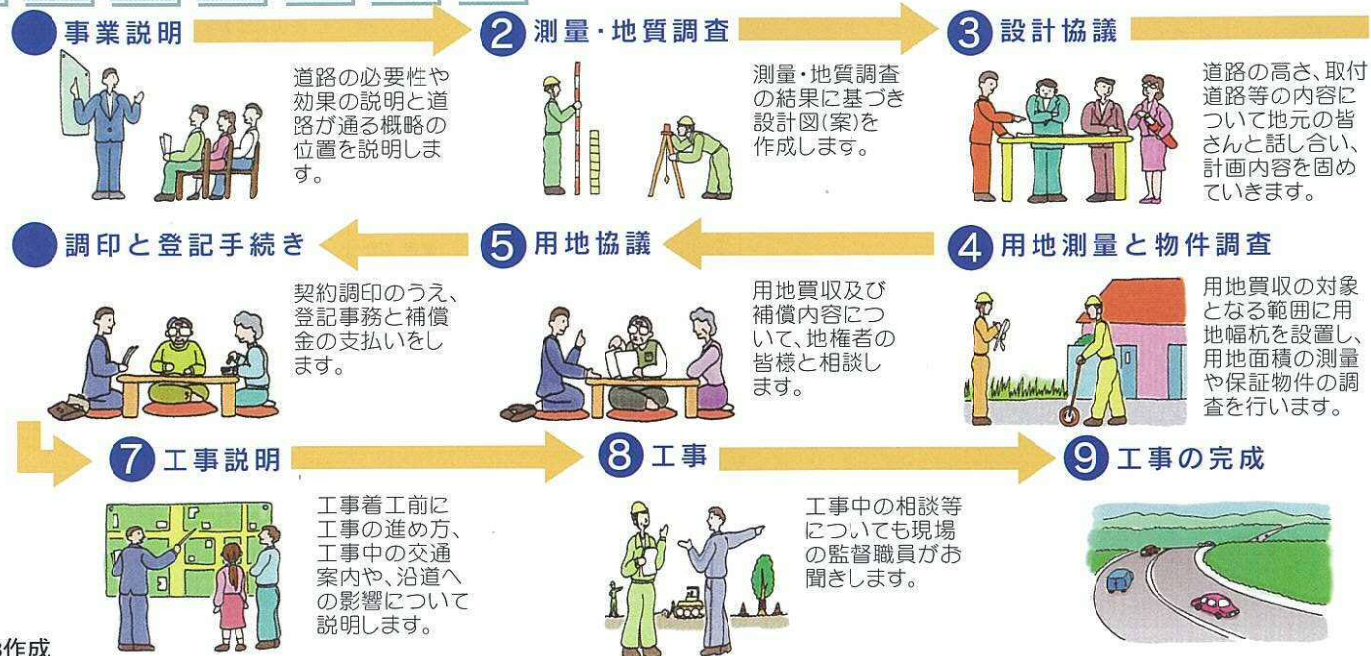 事業説明
道路の必要性や
効果の説明と道
路が通る概略の
位置を説明しま
す。
2 測量・地質調査
測量・地質調査
の結果に基づき
設計図(案)を
作成します。
3 設計協議
道路の高さ、取付
道路等の内容に
ついて地元の皆
さんと話し合い、
計画内容を固め
ていきます。
4 用地測量と物件調査
用地買収の対象
となる範囲に用
地幅杭を設置し、
用地面積の測量
や保証物件の調
査を行います。
5 用地協議
用地買収及び
補償内容につ
いて、地権者の
皆様と相談し
ます。
調印と登記手続き
契約調印のうえ、
登記事務と補償
金の支払いをし
ます。
7 工事説明
工事着工前に
工事の進め方、
工事中の交通
案内や、沿道へ
の影響について
説明します。
8 工事
工事中の相談等
についても現場
の監督職員がお
聞きします。
9 工事の完成
作成